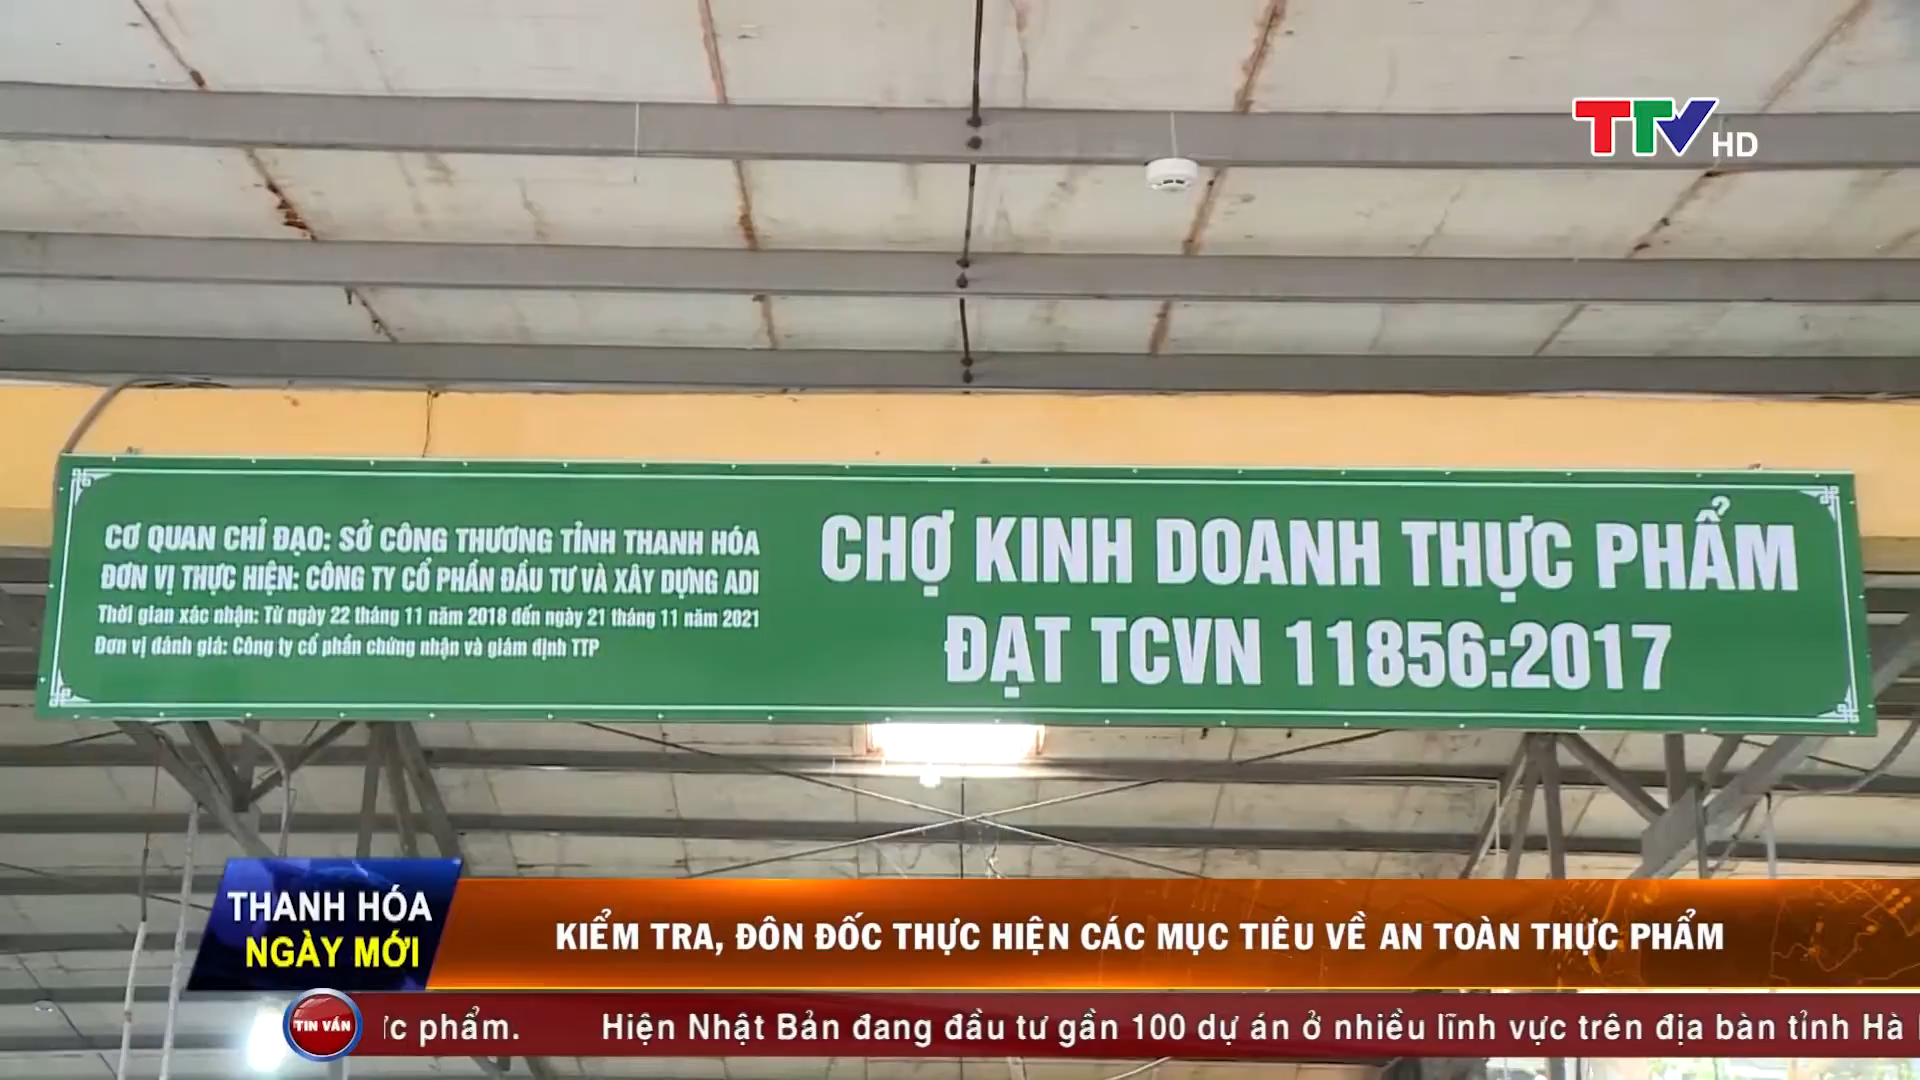 TTV HD
CƠ QUAN CHỈ ĐẠO: SỞ CÔNG THƯƠNG TỈNH THANH HÓA
ĐƠN VỊ THỰC HIỆN: CÔNG TY CỔ PHẦN ĐẦU TƯ VÀ XÂY DỰNG ADI
Thời gian xác nhận: Từ ngày 22 tháng 11 năm 2018 đến ngày 21 tháng 11 năm 2021
Đơn vị đánh giá: Công ty cổ phần chứng nhận và giám định TTP
CHỢ KINH DOANH THỰC PHẨM
ĐẠT TCVN 11856:2017
THANH HÓA
NGÀY MỚI
KIỂM TRA, ĐÔN ĐỐC THỰC HIỆN CÁC MỤC TIÊU VỀ AN TOÀN THỰC PHẨM
TIN VẮN
phẩm. Hiện Nhật Bản đang đầu tư gần 100 dự án ở nhiều lĩnh vực trên địa bàn tỉnh Hà